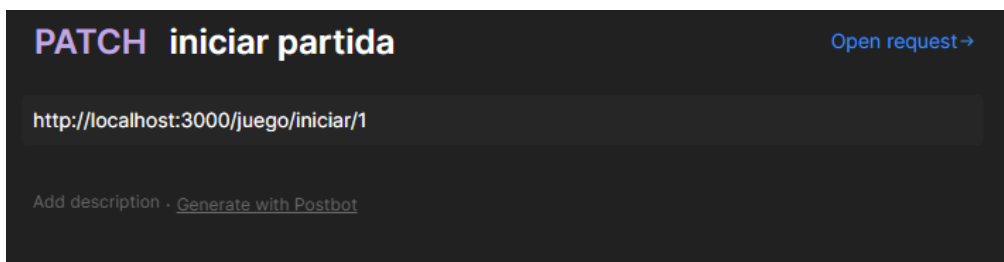 PATCH iniciar partida Open request→
http://localhost:3000/juego/iniciar/1
Add description · Generate with Postbot